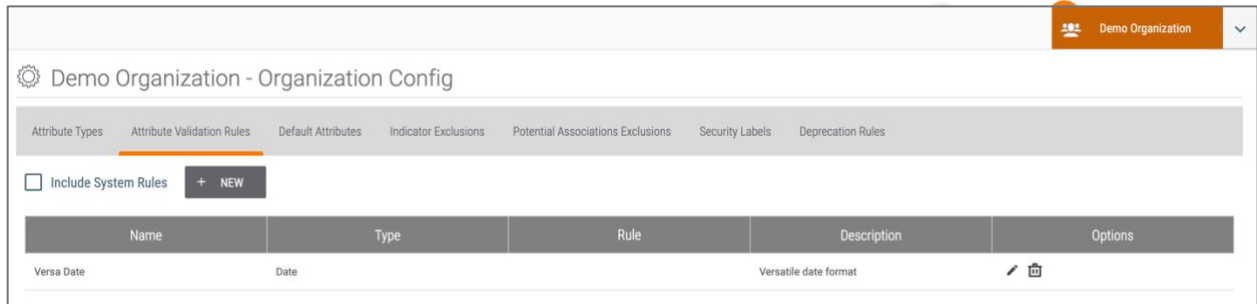 Demo Organization
Demo Organization - Organization Config
Attribute Types Attribute Validation Rules Default Attributes Indicator Exclusions Potential Associations Exclusions Security Labels Deprecation Rules
Include System Rules + NEW
Name Type Rule Description Options
Versa Date Date Versatile date format